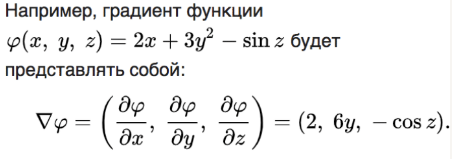 Например, градиент функции
φ(x, y, z) = 2x + 3y² − sin z будет
представлять собой:
∇φ = (∂φ/∂x, ∂φ/∂y, ∂φ/∂z) = (2, 6y, − cos z).